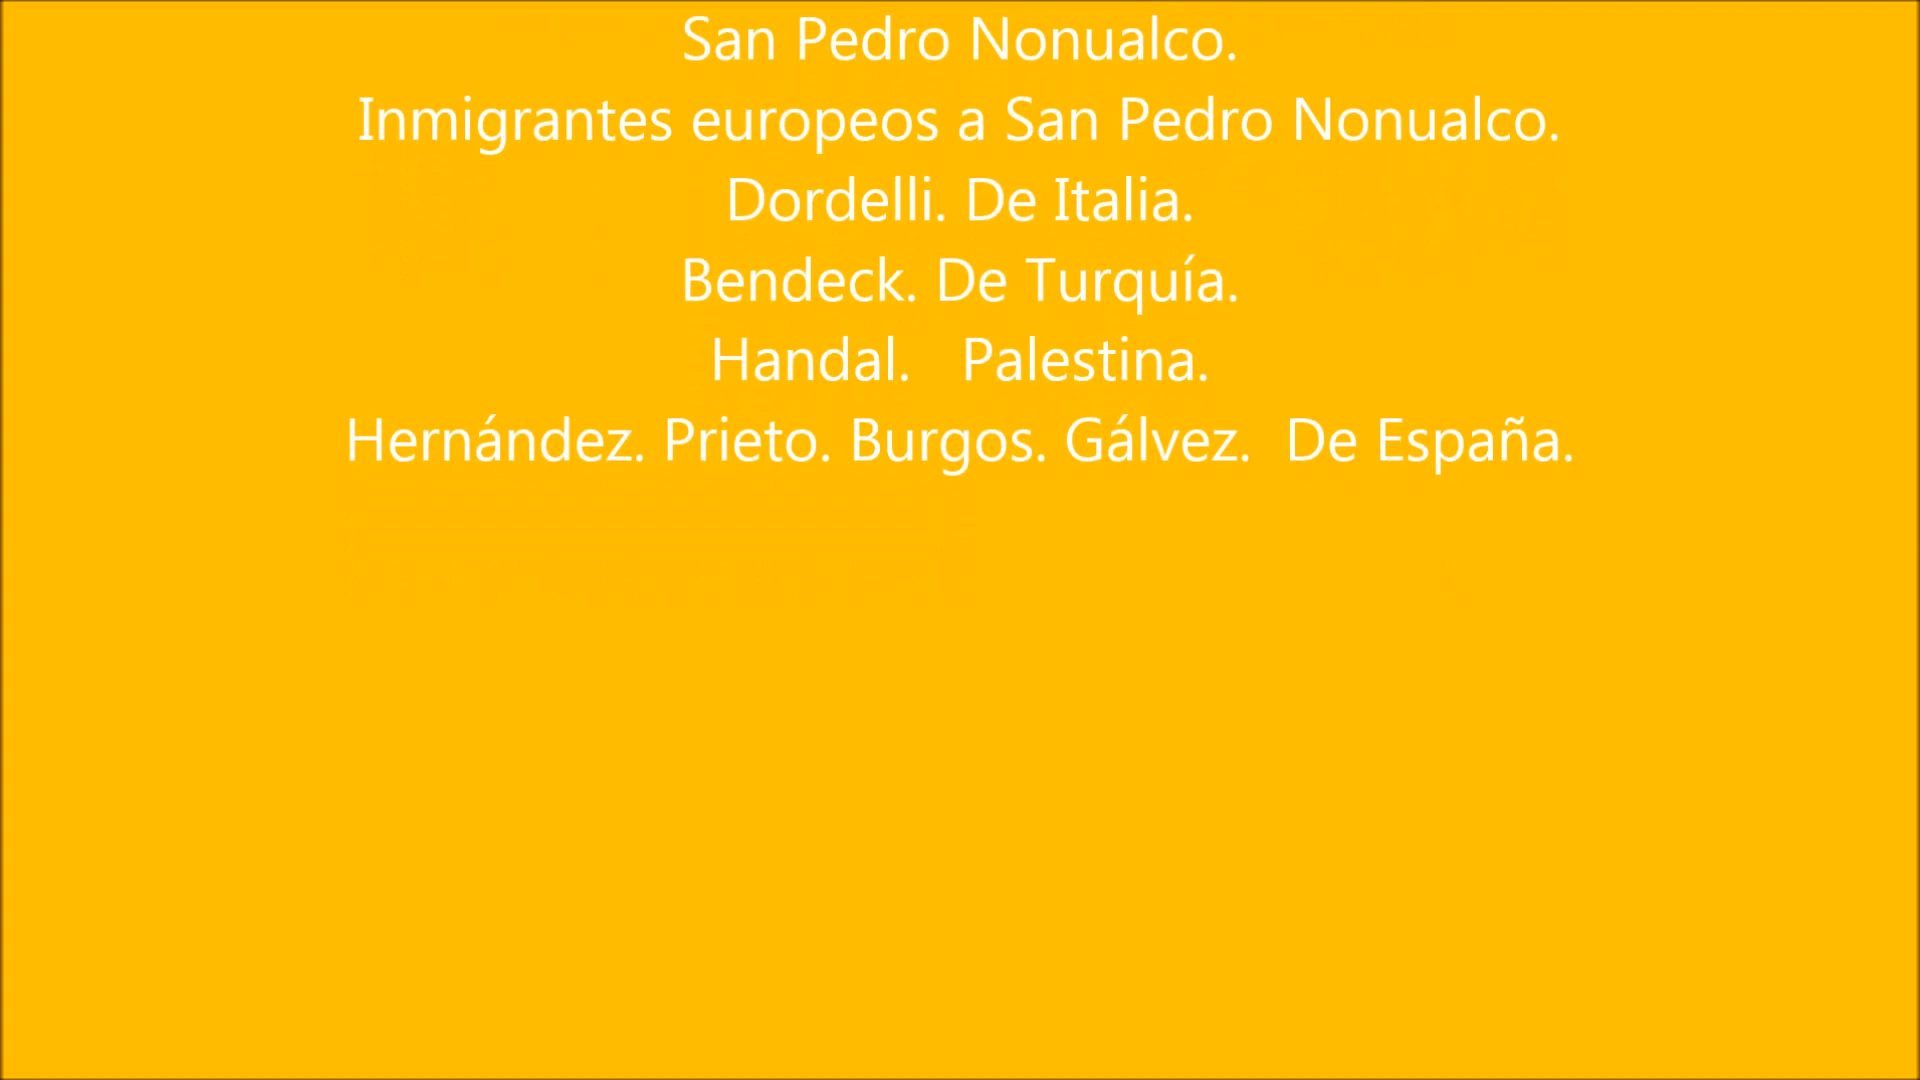 San Pedro Nonualco.
Inmigrantes europeos a San Pedro Nonualco.
Dordelli. De Italia.
Bendeck. De Turquía.
Handal.   Palestina.
Hernández. Prieto. Burgos. Gálvez.  De España.